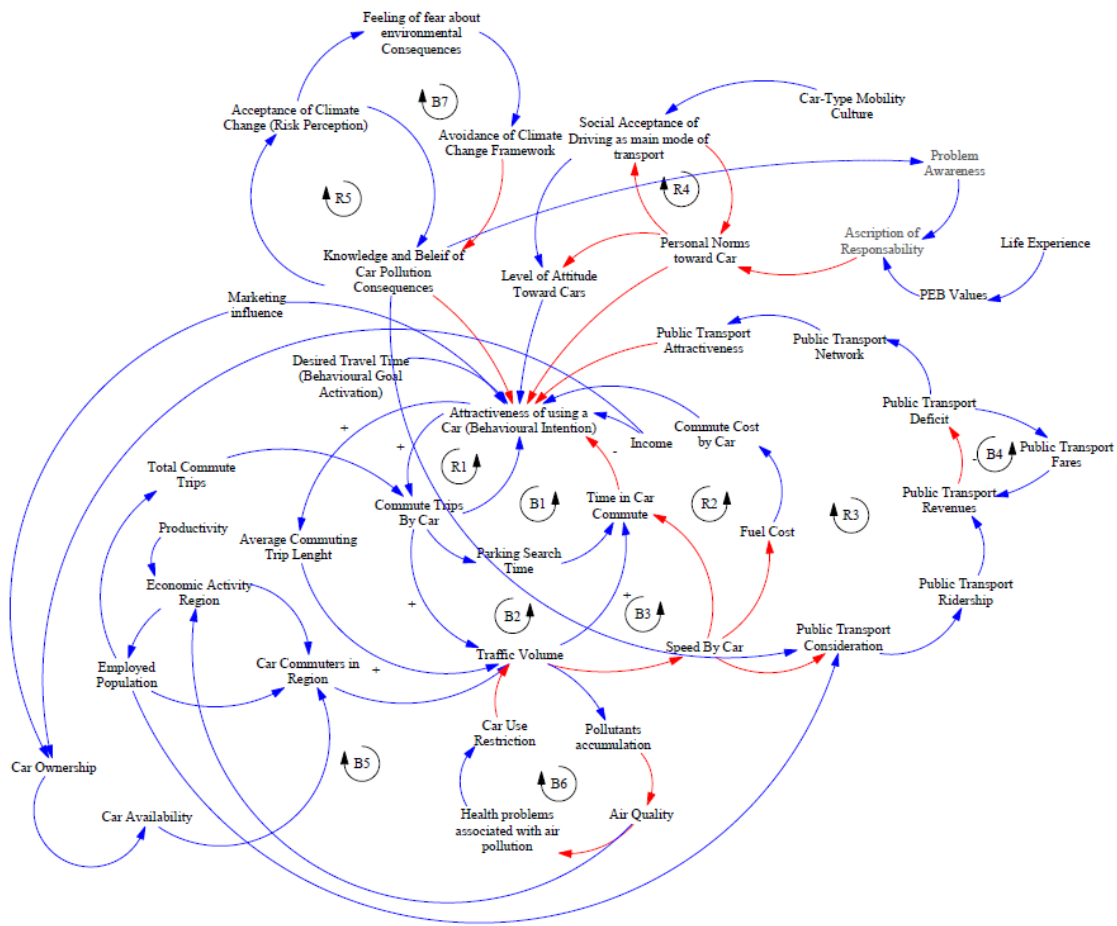 Feeling of fear about
environmental
Consequences
B7
Acceptance of Climate
Change (Risk Perception)
Avoidance of Climate
Change Framework
Social Acceptance of
Driving as main mode of
transport
Car-Type Mobility
Culture
Problem
Awareness
R5
R4
Knowledge and Beleif of
Car Pollution
Consequences
Personal Norms
toward Car
Ascription of
Responsability
Life Experience
Level of Attitude
Toward Cars
PEB Values
Marketing
influence
Desired Travel Time
(Behavioural Goal
Activation)
Public Transport
Attractiveness
Public Transport
Network
Attractiveness of using a
Car (Behavioural Intention)
Income
Commute Cost
by Car
Public Transport
Deficit
Public Transport
Fares
+
+
-
-
B4
Total Commute
Trips
R1
Commute Trips
By Car
B1
Time in Car
Commute
R2
R3
Public Transport
Revenues
Productivity
Average Commuting
Trip Lenght
Parking Search
Time
Fuel Cost
Economic Activity
Region
Public Transport
Ridership
+
B2
+
B3
Employed
Population
Car Commuters in
Region
+
Traffic Volume
Speed By Car
Public Transport
Consideration
Car Use
Restriction
Pollutants
accumulation
Car Ownership
B5
B6
Car Availability
Health problems
associated with air
pollution
Air Quality